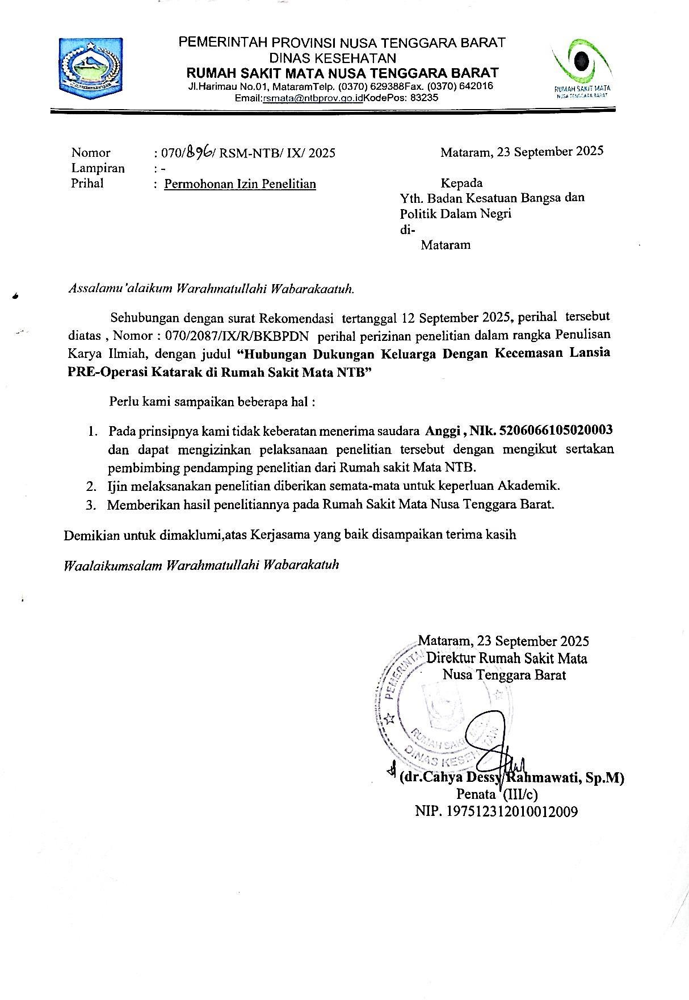 PEMERINTAH PROVINSI NUSA TENGGARA BARAT
DINAS KESEHATAN
RUMAH SAKIT MATA NUSA TENGGARA BARAT
Jl.Harimau No.01, MataramTelp. (0370) 629388Fax. (0370) 642016
Email:rsmata@ntbprov.go.idKodePos: 83235
RUMAH SAKIT MATA
NUSA TENGGARA BARAT
Nomor : 070/896/ RSM-NTB/ IX/ 2025
Mataram, 23 September 2025
Lampiran : -
Prihal : Permohonan Izin Penelitian
Kepada
Yth. Badan Kesatuan Bangsa dan
Politik Dalam Negri
di-
Mataram
Assalamu'alaikum Warahmatullahi Wabarakaatuh.
Sehubungan dengan surat Rekomendasi tertanggal 12 September 2025, perihal tersebut
diatas , Nomor : 070/2087/IX/R/BKBPDN perihal perizinan penelitian dalam rangka Penulisan
Karya Ilmiah, dengan judul “Hubungan Dukungan Keluarga Dengan Kecemasan Lansia
PRE-Operasi Katarak di Rumah Sakit Mata NTB”
Perlu kami sampaikan beberapa hal :
1. Pada prinsipnya kami tidak keberatan menerima saudara Anggi , NIk. 5206066105020003
dan dapat mengizinkan pelaksanaan penelitian tersebut dengan mengikut sertakan
pembimbing pendamping penelitian dari Rumah sakit Mata NTB.
2. Ijin melaksanakan penelitian diberikan semata-mata untuk keperluan Akademik.
3. Memberikan hasil penelitiannya pada Rumah Sakit Mata Nusa Tenggara Barat.
Demikian untuk dimaklumi,atas Kerjasama yang baik disampaikan terima kasih
Waalaikumsalam Warahmatullahi Wabarakatuh
Mataram, 23 September 2025
Direktur Rumah Sakit Mata
Nusa Tenggara Barat
RUMAH SAKIT
DINAS KESEHATAN
(dr.Cahya Dessy Rahmawati, Sp.M)
Penata (III/c)
NIP. 197512312010012009